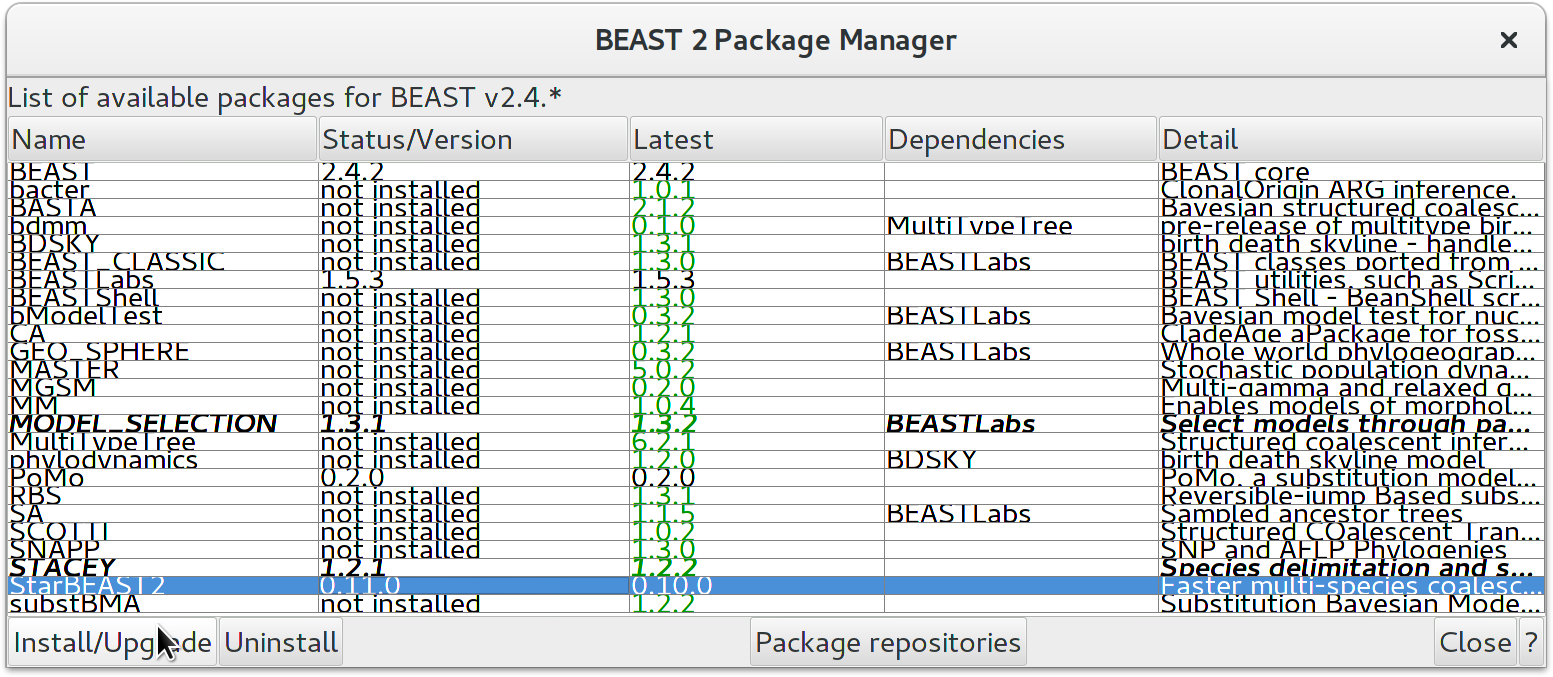 BEAST 2 Package Manager
List of available packages for BEAST v2.4.*
Name Status/Version Latest Dependencies Detail
BEAST 2.4.2 2.4.2 BEAST core
bacter not installed 1.0.1 ClonalOrigin ARG inference.
BASTA not installed 2.1.2 Bayesian structured coalesc...
bdmm not installed 0.1.0 MultiTypeTree pre-release of multitype bir...
BDSKY not installed 1.3.1 birth death skyline - handle...
BEAST_CLASSIC not installed 1.3.0 BEASTLabs BEAST classes ported from ...
BEASTLabs 1.5.3 1.5.3 BEAST utilities, such as Scri...
BEASTShell not installed 1.3.0 BEAST Shell - BeanShell scr...
bModelTest not installed 0.3.2 BEASTLabs Bayesian model test for nuc...
CA not installed 1.2.1 CladeAge aPackage for foss...
GEO_SPHERE not installed 0.3.2 BEASTLabs Whole world phylogeograp...
MASTER not installed 5.0.2 Stochastic population dyna...
MGSM not installed 0.2.0 Multi-gamma and relaxed g...
MM not installed 1.0.4 Enables models of morphol...
MODEL_SELECTION 1.3.1 1.3.2 BEASTLabs Select models through pa...
MultiTypeTree not installed 6.2.1 Structured coalescent infer...
phylodynamics not installed 1.2.0 BDSKY birth death skyline model
PoMo 0.2.0 0.2.0 PoMo, a substitution model...
RBS not installed 1.3.1 Reversible-jump Based subs...
SA not installed 1.1.5 BEASTLabs Sampled ancestor trees
SCOTTI not installed 1.0.2 Structured COalescent Tran...
SNAPP not installed 1.3.0 SNP and AFLP Phylogenies
STACEY 1.2.1 1.2.2 Species delimitation and s...
StarBEAST2 0.11.0 0.10.0 Faster multi-species coalesc...
substBMA not installed 1.2.2 Substitution Bayesian Mode...
Install/Upgrade Uninstall Package repositories Close ?